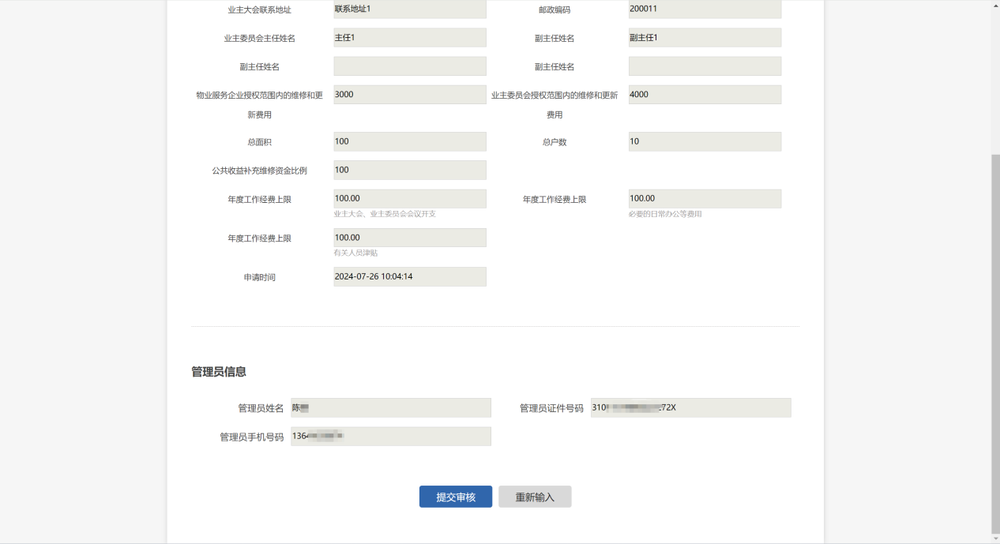 业主大会联系地址 联系地址1 邮政编码 200011
业主委员会主任姓名 主任1 副主任姓名 副主任1
副主任姓名 副主任姓名
物业服务企业授权范围内的维修和更 3000 业主委员会授权范围内的维修和更新 4000
新费用 费用
总面积 100 总户数 10
公共收益补充维修资金比例 100
年度工作经费上限 100.00 年度工作经费上限 100.00
业主大会、业主委员会会议开支 必要的日常办公等费用
年度工作经费上限 100.00
有关人员津贴
申请时间 2024-07-26 10:04:14
管理员信息
管理员姓名 陈 管理员证件号码 310 72X
管理员手机号码 136
提交审核 重新输入